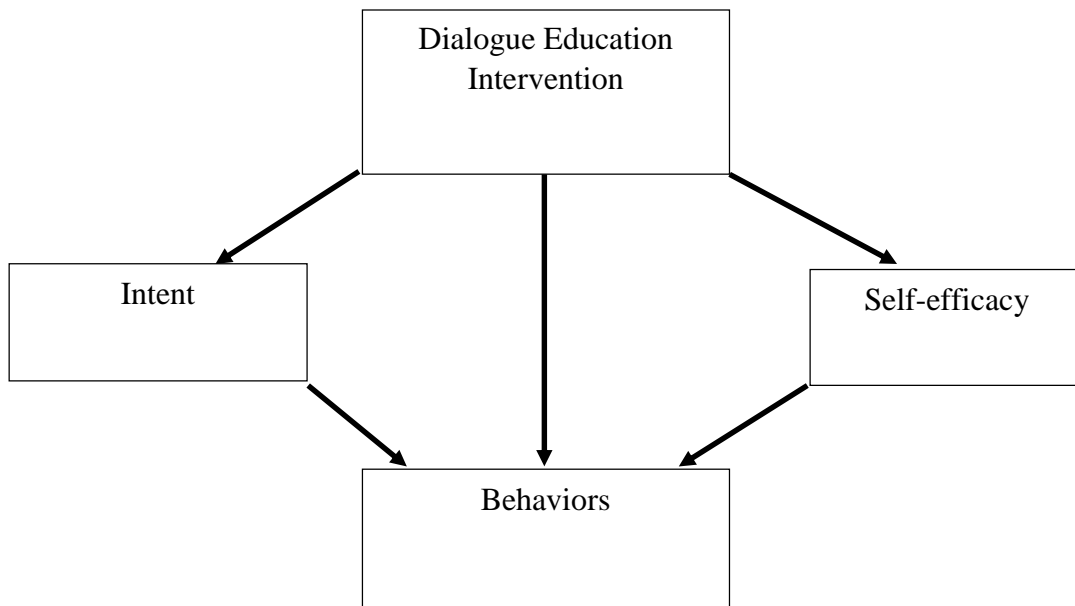 Dialogue Education
Intervention
Intent
Self-efficacy
Behaviors